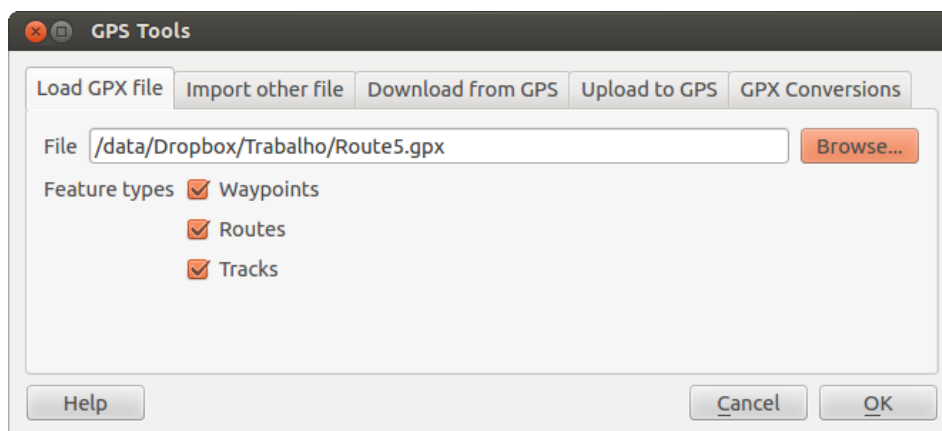 GPS Tools
Load GPX file Import other file Download from GPS Upload to GPS GPX Conversions
File /data/Dropbox/Trabalho/Route5.gpx Browse...
Feature types Waypoints
Routes
Tracks
Help Cancel OK